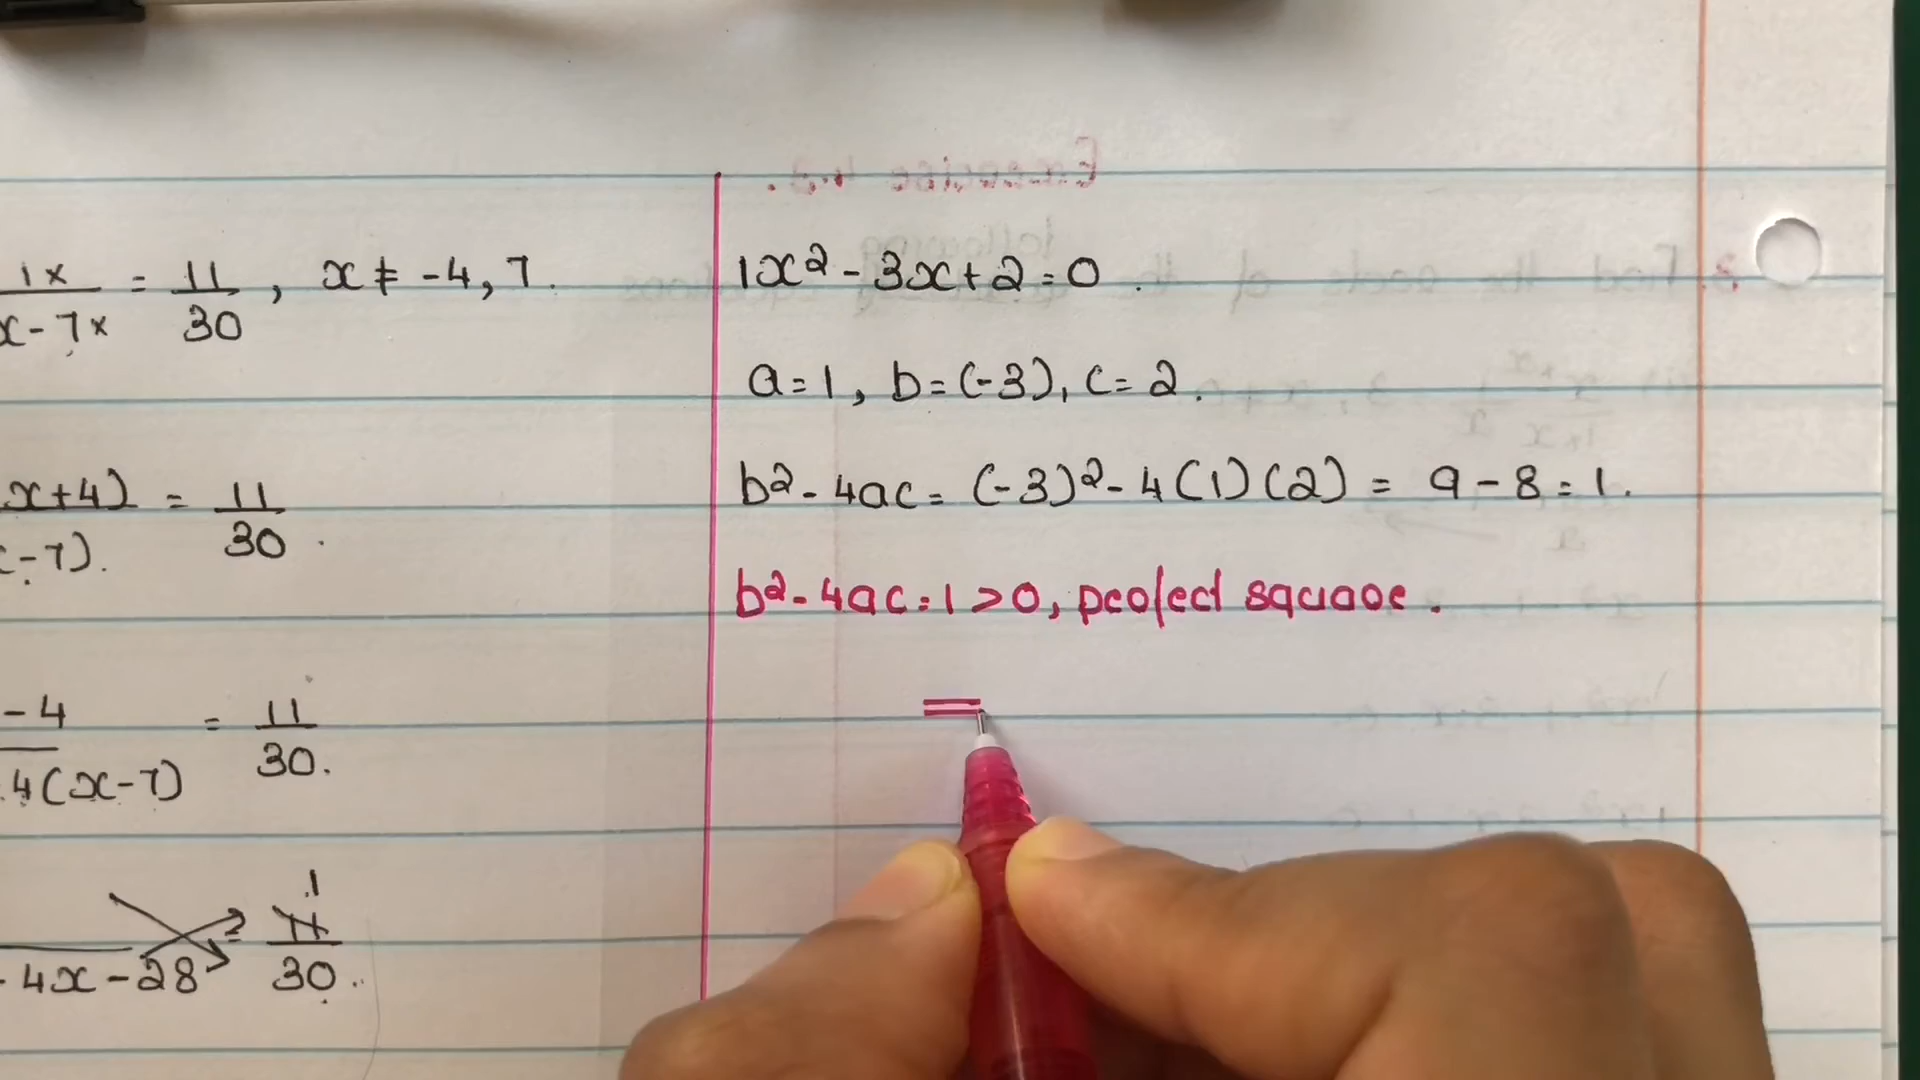 1x / x-7x = 11/30 , x ≠ -4, 7.
x+4) / x-7). = 11/30 .
-4 / 4(x-7) = 11/30.
4x - 28 = 11 1/30.
1x² - 3x + 2 = 0 .
a = 1, b = (-3), c = 2 .
b² - 4ac = (-3)² - 4(1)(2) = 9 - 8 = 1.
b² - 4ac = 1 > 0, perfect square .
=